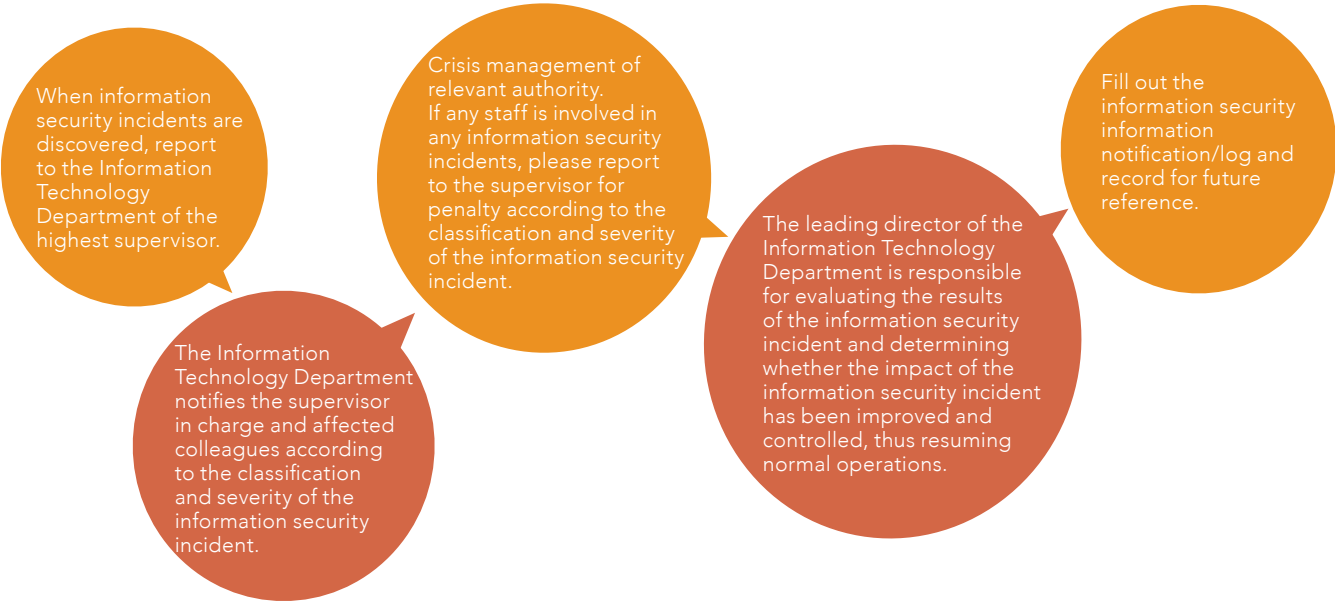 When information
security incidents are
discovered, report
to the Information
Technology
Department of the
highest supervisor.
The Information
Technology Department
notifies the supervisor
in charge and affected
colleagues according
to the classification
and severity of the
information security
incident.
Crisis management of
relevant authority.
If any staff is involved in
any information security
incidents, please report
to the supervisor for
penalty according to the
classification and severity
of the information security
incident.
The leading director of the
Information Technology
Department is responsible
for evaluating the results
of the information security
incident and determining
whether the impact of the
information security incident
has been improved and
controlled, thus resuming
normal operations.
Fill out the
information security
information
notification/log and
record for future
reference.